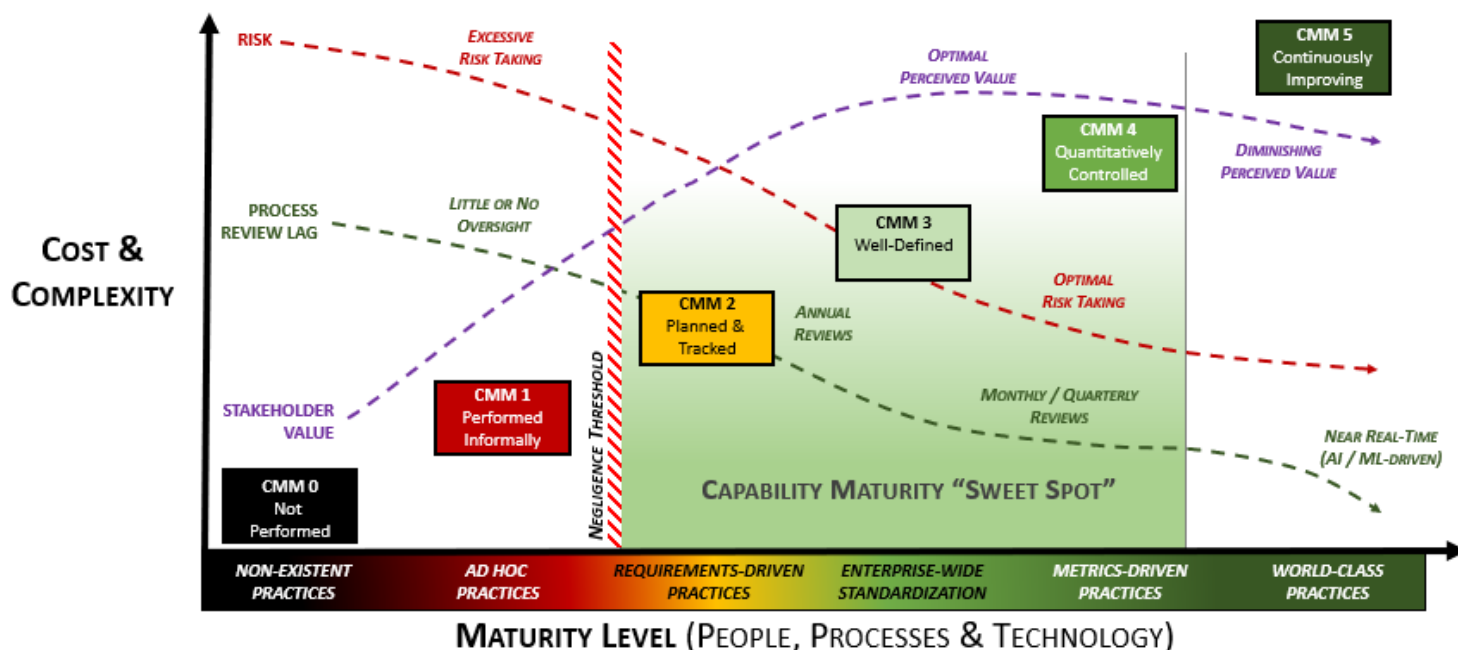 RISK
EXCESSIVE
RISK TAKING
OPTIMAL
PERCEIVED VALUE
CMM 5
Continuously
Improving
CMM 4
Quantitatively
Controlled
DIMINISHING
PERCEIVED VALUE
PROCESS
REVIEW LAG
LITTLE OR NO
OVERSIGHT
CMM 3
Well-Defined
COST &
COMPLEXITY
OPTIMAL
RISK TAKING
CMM 2
Planned &
Tracked
ANNUAL
REVIEWS
NEGLIGENCE THRESHOLD
STAKEHOLDER
VALUE
CMM 1
Performed
Informally
MONTHLY / QUARTERLY
REVIEWS
NEAR REAL-TIME
(AI / ML-DRIVEN)
CMM 0
Not
Performed
CAPABILITY MATURITY “SWEET SPOT”
NON-EXISTENT
PRACTICES
AD HOC
PRACTICES
REQUIREMENTS-DRIVEN
PRACTICES
ENTERPRISE-WIDE
STANDARDIZATION
METRICS-DRIVEN
PRACTICES
WORLD-CLASS
PRACTICES
MATURITY LEVEL (PEOPLE, PROCESSES & TECHNOLOGY)